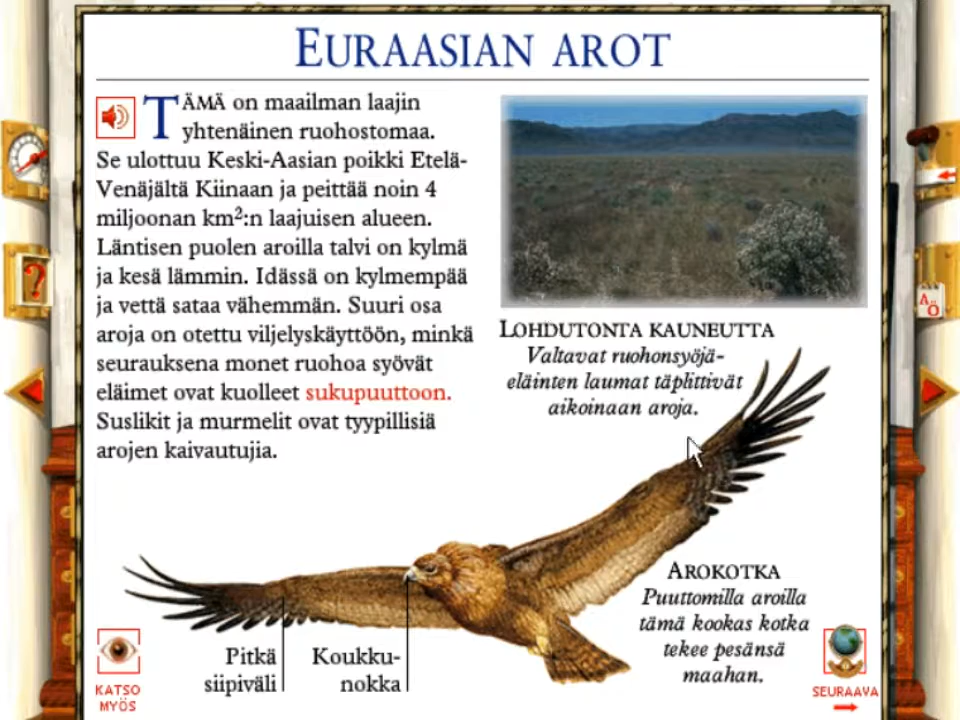 EURAASIAN AROT
TÄMÄ on maailman laajin
yhtenäinen ruohostomaa.
Se ulottuu Keski-Aasian poikki Etelä-
Venäjältä Kiinaan ja peittää noin 4
miljoonan km²:n laajuisen alueen.
Läntisen puolen aroilla talvi on kylmä
ja kesä lämmin. Idässä on kylmempää
ja vettä sataa vähemmän. Suuri osa
aroja on otettu viljelyskäyttöön, minkä
seurauksena monet ruohoa syövät
eläimet ovat kuolleet sukupuuttoon.
Suslikit ja murmelit ovat tyypillisiä
arojen kaivautujia.
LOHDUTONTA KAUNEUTTA
Valtavat ruohonsyöjä-
eläinten laumat täplittivät
aikoinaan aroja.
AROKOTKA
Puuttomilla aroilla
tämä kookas kotka
tekee pesänsä
maahan.
Pitkä
siipiväli
Koukku-
nokka
KATSO
MYÖS
SEURAAVA
?
A
Ö